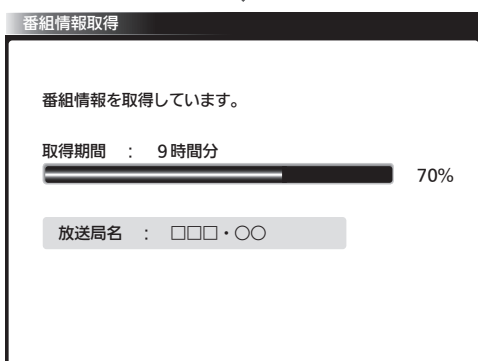 番組情報取得
番組情報を取得しています。
取得期間 : 9時間分
70%
放送局名 : □□□・○○